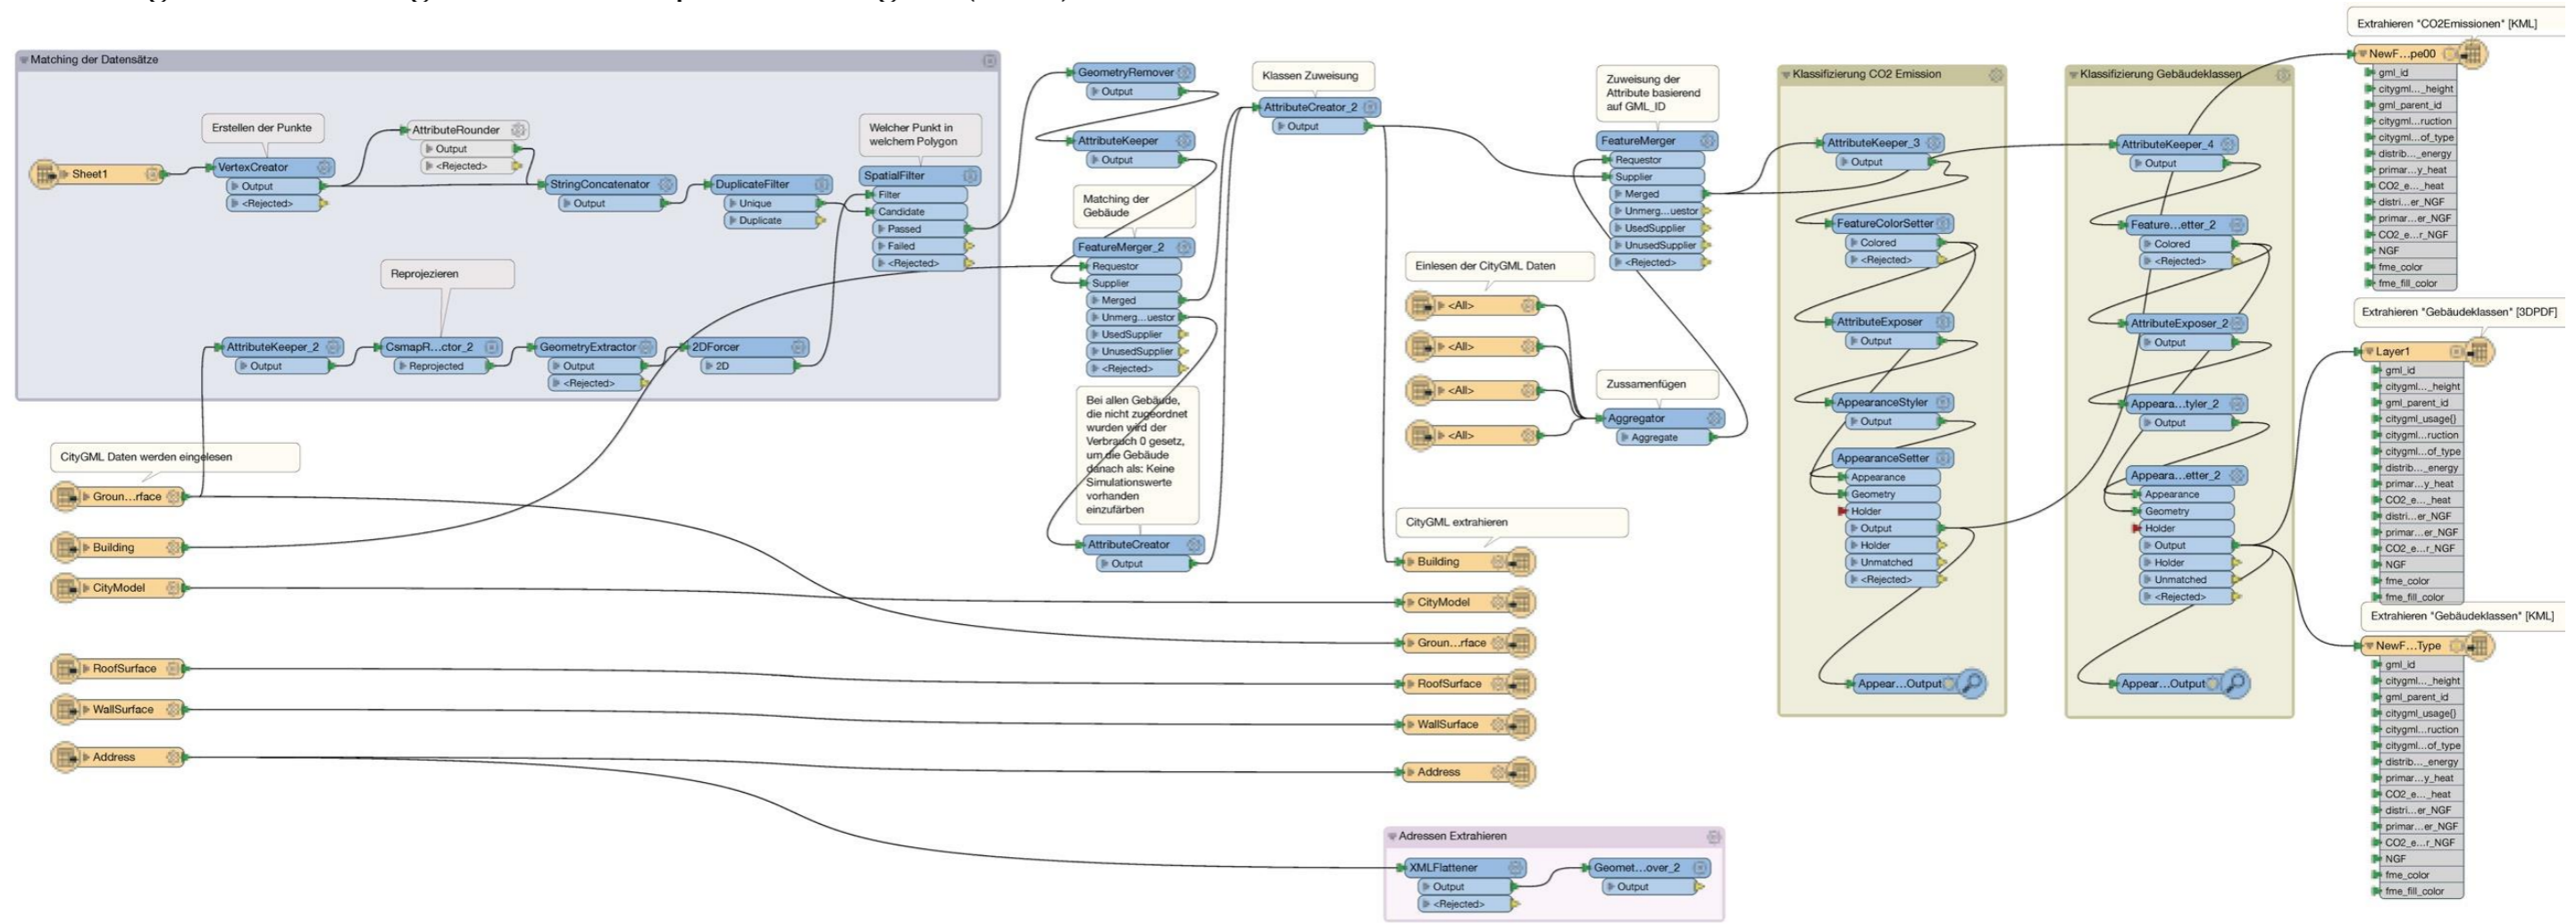 Matching der Datensätze
Erstellen der Punkte
Sheet1
VertexCreator
Output
<Rejected>
AttributeRounder
Output
<Rejected>
StringConcatenator
Output
DuplicateFilter
Unique
Duplicate
Welcher Punkt in
welchem Polygon
SpatialFilter
Filter
Candidate
Passed
Failed
<Rejected>
Reprojezieren
AttributeKeeper_2
Output
CsmapR...ctor_2
Reprojected
GeometryExtractor
Output
<Rejected>
2DForcer
2D
CityGML Daten werden eingelesen
Groun...rface
Building
CityModel
RoofSurface
WallSurface
Address
GeometryRemover
Output
AttributeKeeper
Output
Matching der
Gebäude
FeatureMerger_2
Requestor
Supplier
Merged
Unmerg...uestor
UsedSupplier
UnusedSupplier
<Rejected>
Bei allen Gebäude,
die nicht zugeordnet
wurden wird der
Verbrauch 0 gesetz,
um die Gebäude
danach als: Keine
Simulationswerte
vorhanden
einzufärben
AttributeCreator
Output
Klassen Zuweisung
AttributeCreator_2
Output
Einlesen der CityGML Daten
<All>
<All>
<All>
<All>
Zuweisung der
Attribute basierend
auf GML_ID
FeatureMerger
Requestor
Supplier
Merged
Unmerg...uestor
UsedSupplier
UnusedSupplier
<Rejected>
Zussamenfügen
Aggregator
Aggregate
CityGML extrahieren
Building
CityModel
Groun...rface
RoofSurface
WallSurface
Address
Adressen Extrahieren
XMLFlattener
Output
<Rejected>
Geomet...over_2
Output
Klassifizierung CO2 Emission
AttributeKeeper_3
Output
FeatureColorSetter
Colored
<Rejected>
AttributeExposer
Output
AppearanceStyler
Output
AppearanceSetter
Appearance
Geometry
Holder
Output
Holder
Unmatched
<Rejected>
Appear...Output
Klassifizierung Gebäudeklassen
AttributeKeeper_4
Output
Feature...etter_2
Colored
<Rejected>
AttributeExposer_2
Output
Appeara...tyler_2
Output
Appeara...etter_2
Appearance
Geometry
Holder
Output
Holder
Unmatched
<Rejected>
Appear...Output
Extrahieren "CO2Emissionen" [KML]
NewF...pe00
gml_id
citygml..._height
gml_parent_id
citygml...ruction
citygml...of_type
distrib..._energy
primar...y_heat
CO2_e..._heat
distri...er_NGF
primar...er_NGF
CO2_e...r_NGF
NGF
fme_color
fme_fill_color
Extrahieren "Gebäudeklassen" [3DPDF]
Layer1
gml_id
citygml..._height
gml_parent_id
citygml_usage{}
citygml...ruction
citygml...of_type
distrib..._energy
primar...y_heat
CO2_e..._heat
distri...er_NGF
primar...er_NGF
CO2_e...r_NGF
NGF
fme_color
fme_fill_color
Extrahieren "Gebäudeklassen" [KML]
NewF...Type
gml_id
citygml..._height
gml_parent_id
citygml_usage{}
citygml...ruction
citygml...of_type
distrib..._energy
primar...y_heat
CO2_e..._heat
distri...er_NGF
primar...er_NGF
CO2_e...r_NGF
NGF
fme_color
fme_fill_color